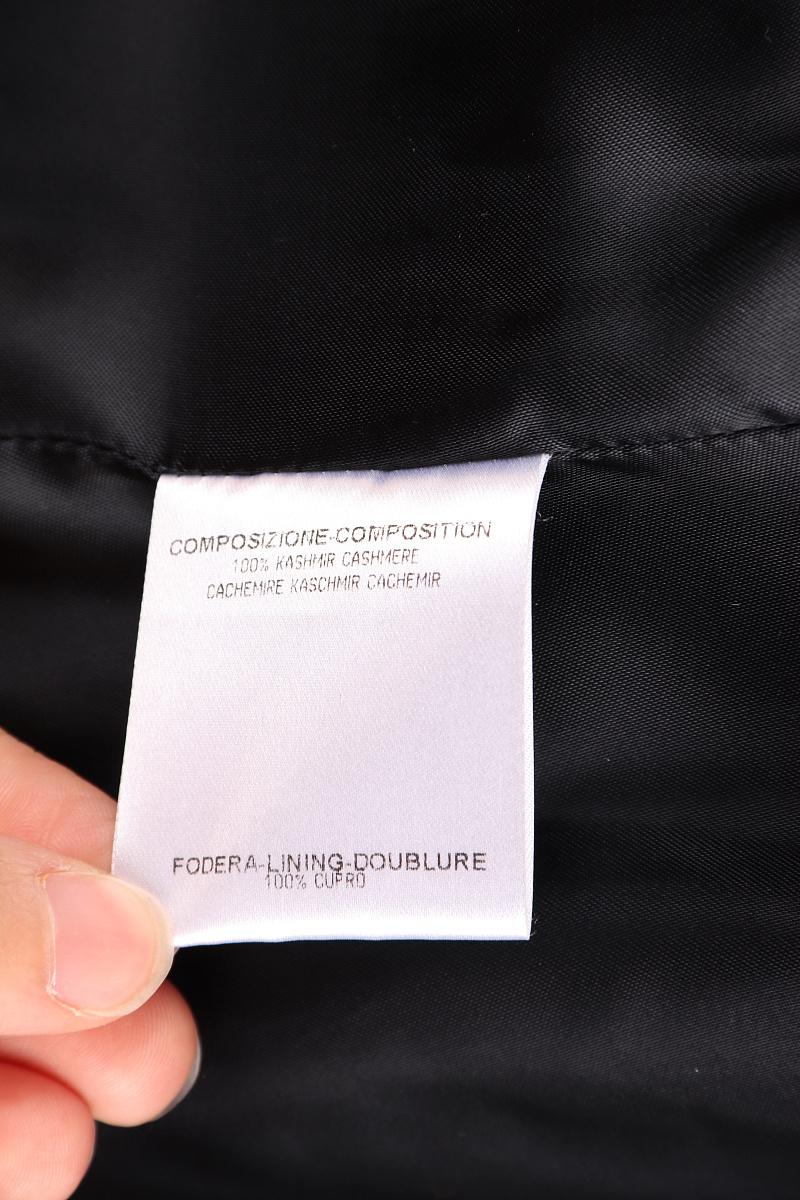 COMPOSIZIONE-COMPOSITION
100% KASHMIR CASHMERE
CACHEMIRE KASCHMIR CACHEMIR
FODERA-LINING-DOUBLURE
100% CUPRO